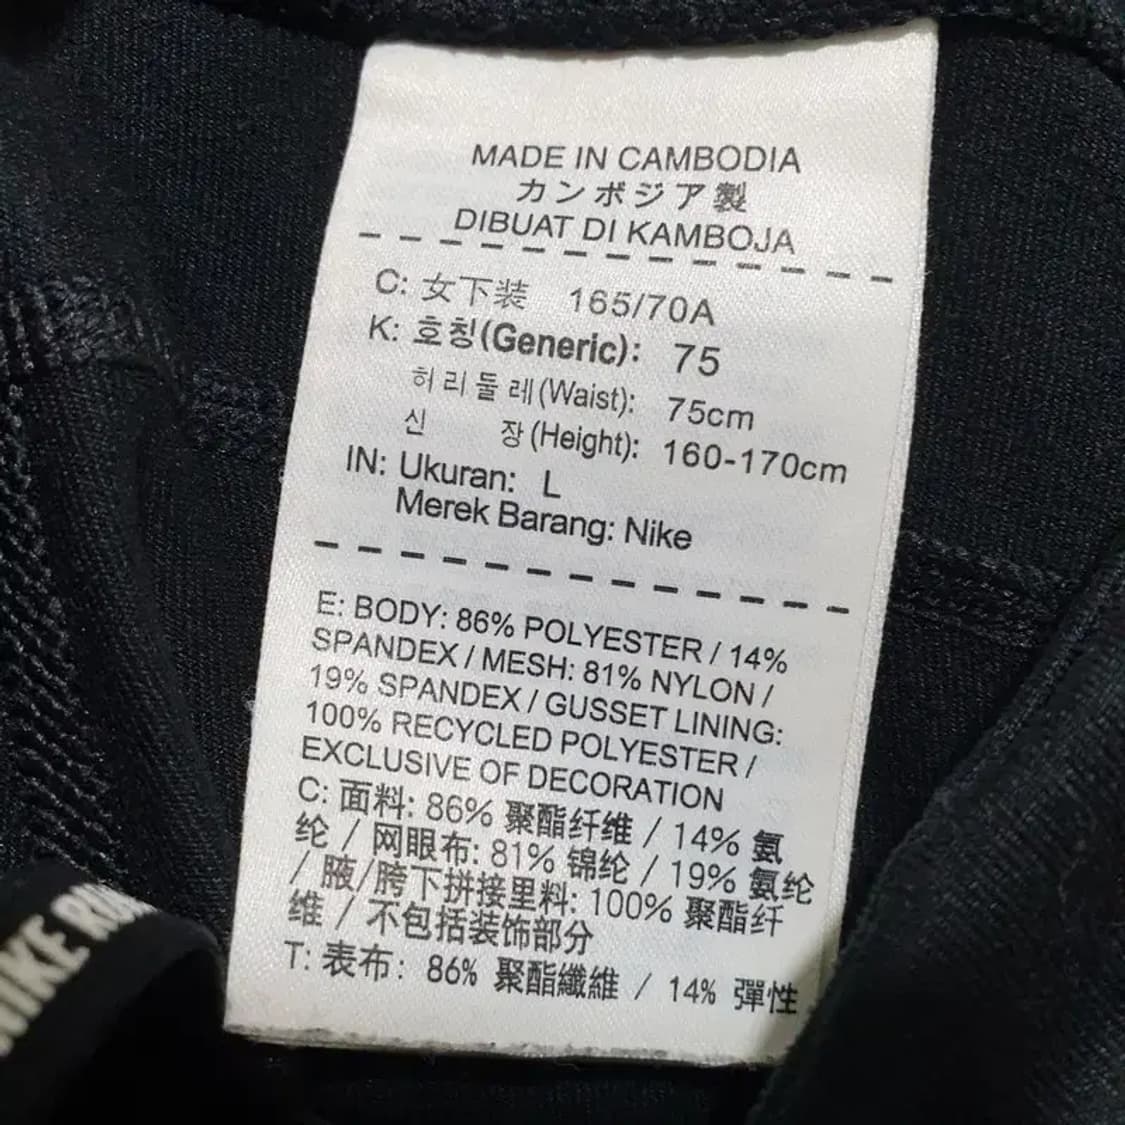 MADE IN CAMBODIA
カンボジア製
DIBUAT DI KAMBOJA
C: 女下装 165/70A
K: 호칭(Generic): 75
허리둘레(Waist): 75cm
신 장(Height): 160-170cm
IN: Ukuran: L
Merek Barang: Nike
E: BODY: 86% POLYESTER / 14%
SPANDEX / MESH: 81% NYLON /
19% SPANDEX / GUSSET LINING:
100% RECYCLED POLYESTER /
EXCLUSIVE OF DECORATION
C: 面料: 86% 聚酯纤维 / 14% 氨
纶 / 网眼布: 81% 锦纶 / 19% 氨纶
/ 腋/胯下拼接里料: 100% 聚酯纤
维 / 不包括装饰部分
T: 表布: 86% 聚酯纖維 / 14% 彈性
NIKE